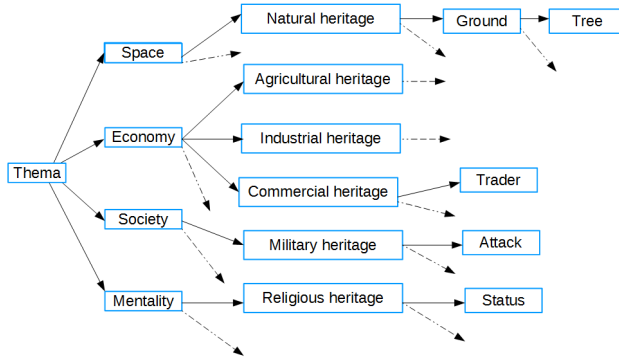 Thema
Space
Economy
Society
Mentality
Natural heritage
Agricultural heritage
Industrial heritage
Commercial heritage
Military heritage
Religious heritage
Ground
Tree
Trader
Attack
Status